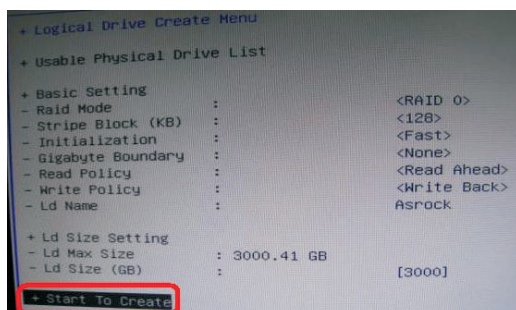 + Logical Drive Create Menu
+ Usable Physical Drive List
+ Basic Setting
- Raid Mode : <RAID 0>
- Stripe Block (KB) : <128>
- Initialization : <Fast>
- Gigabyte Boundary : <None>
- Read Policy : <Read Ahead>
- Write Policy : <Write Back>
- Ld Name : Asrock
+ Ld Size Setting
- Ld Max Size : 3000.41 GB
- Ld Size (GB) : [3000]
+ Start To Create